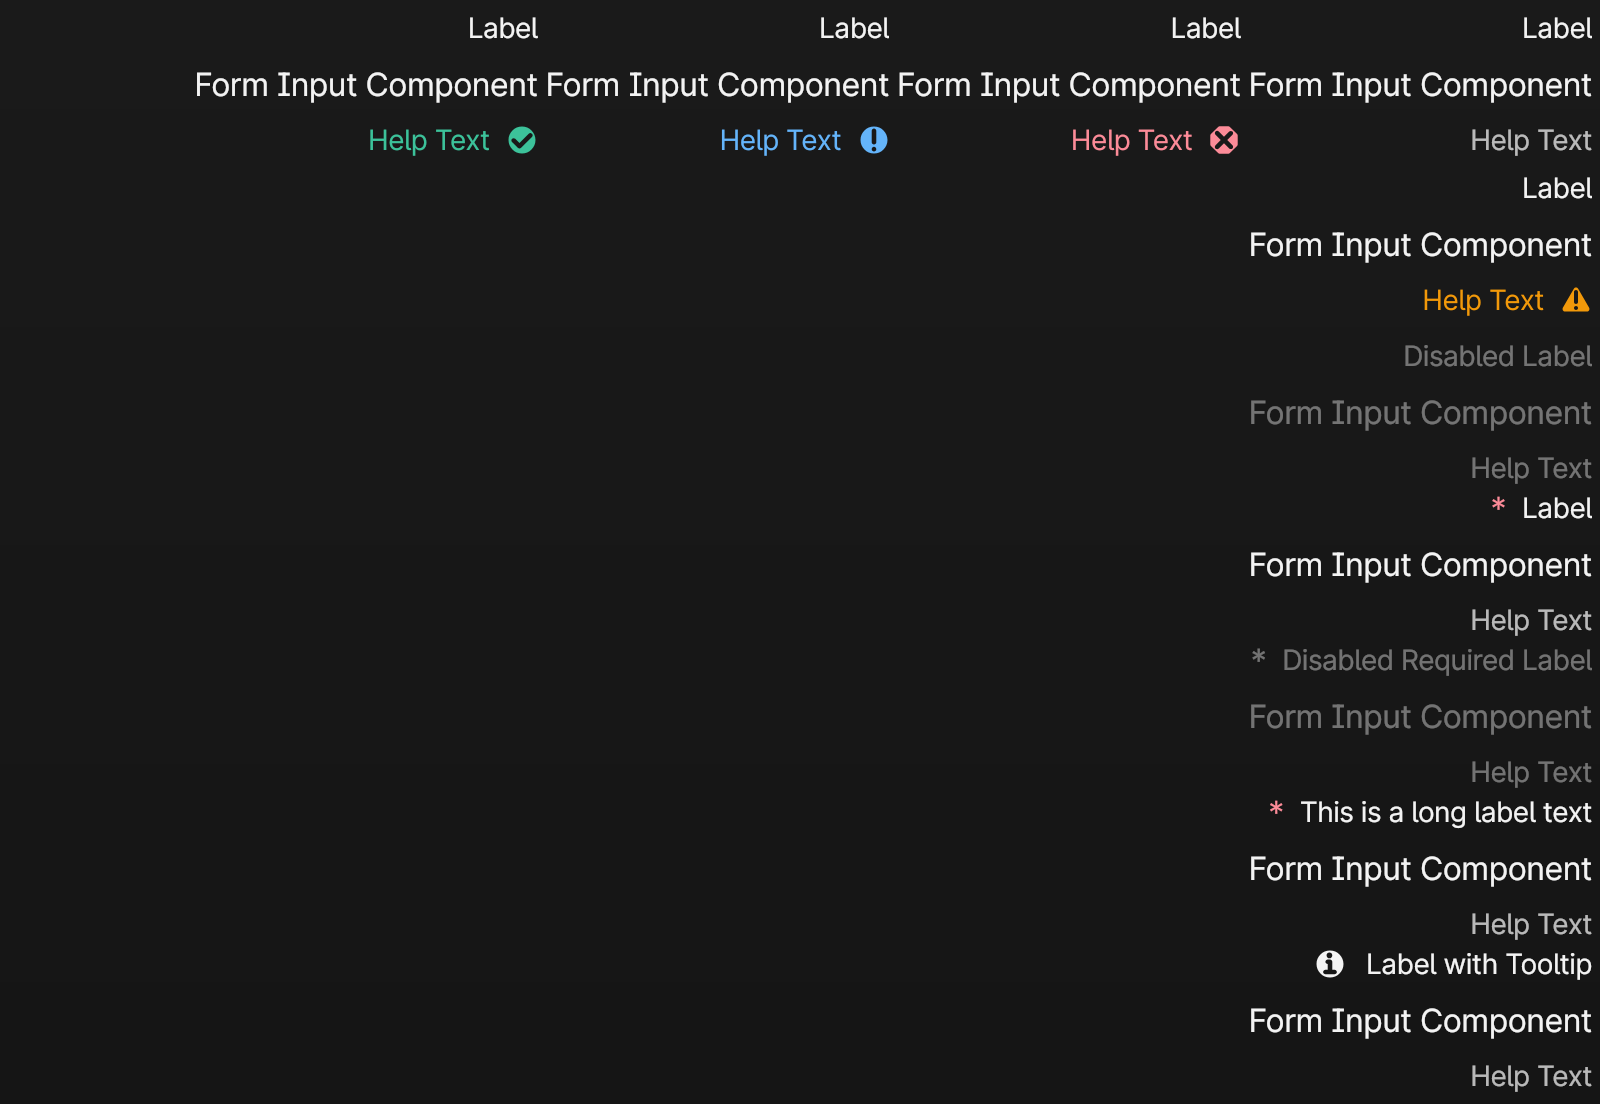 Label Label Label Label
Form Input Component Form Input Component Form Input Component Form Input Component
Help Text Help Text Help Text Help Text
Label
Form Input Component
Help Text
Disabled Label
Form Input Component
Help Text
* Label
Form Input Component
Help Text
* Disabled Required Label
Form Input Component
Help Text
* This is a long label text
Form Input Component
Help Text
Label with Tooltip
Form Input Component
Help Text